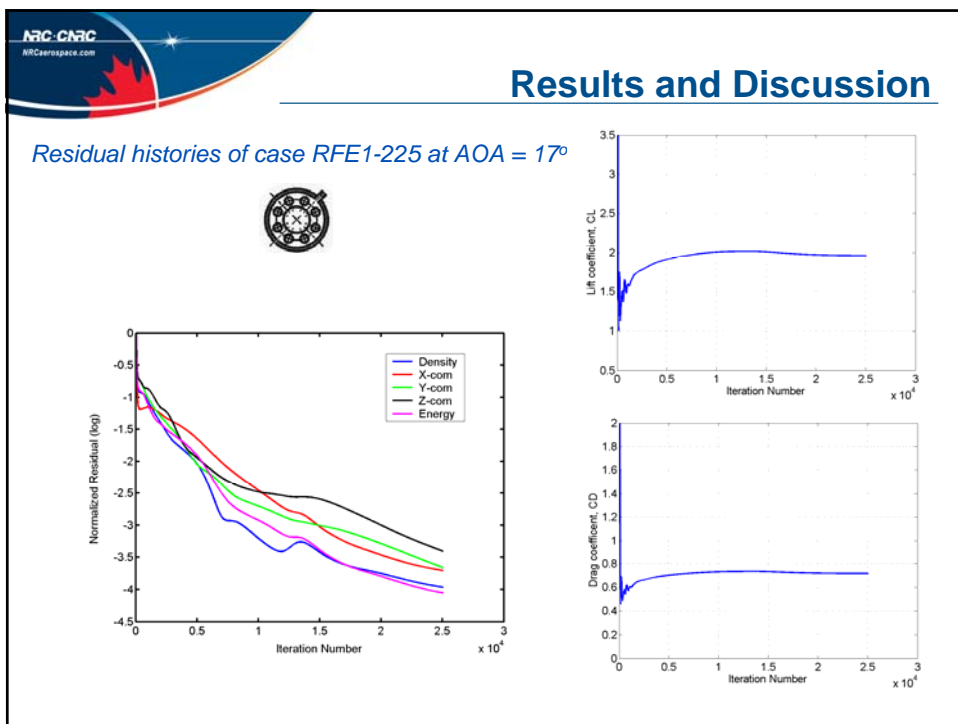 NRC·CNRC
NRCaerospace.com
Results and Discussion
Residual histories of case RFE1-225 at AOA = 17º
3.5
3
2.5
2
1.5
1
0.5
Lift coefficient, CL
0
0.5
1
1.5
2
2.5
3
Iteration Number
x 10⁴
0
-0.5
-1
-1.5
-2
-2.5
-3
-3.5
-4
-4.5
Normalized Residual (log)
Density
X-com
Y-com
Z-com
Energy
0
0.5
1
1.5
2
2.5
3
Iteration Number
x 10⁴
2
1.8
1.6
1.4
1.2
1
0.8
0.6
0.4
0.2
0
Drag coefficent, CD
0
0.5
1
1.5
2
2.5
3
Iteration Number
x 10⁴